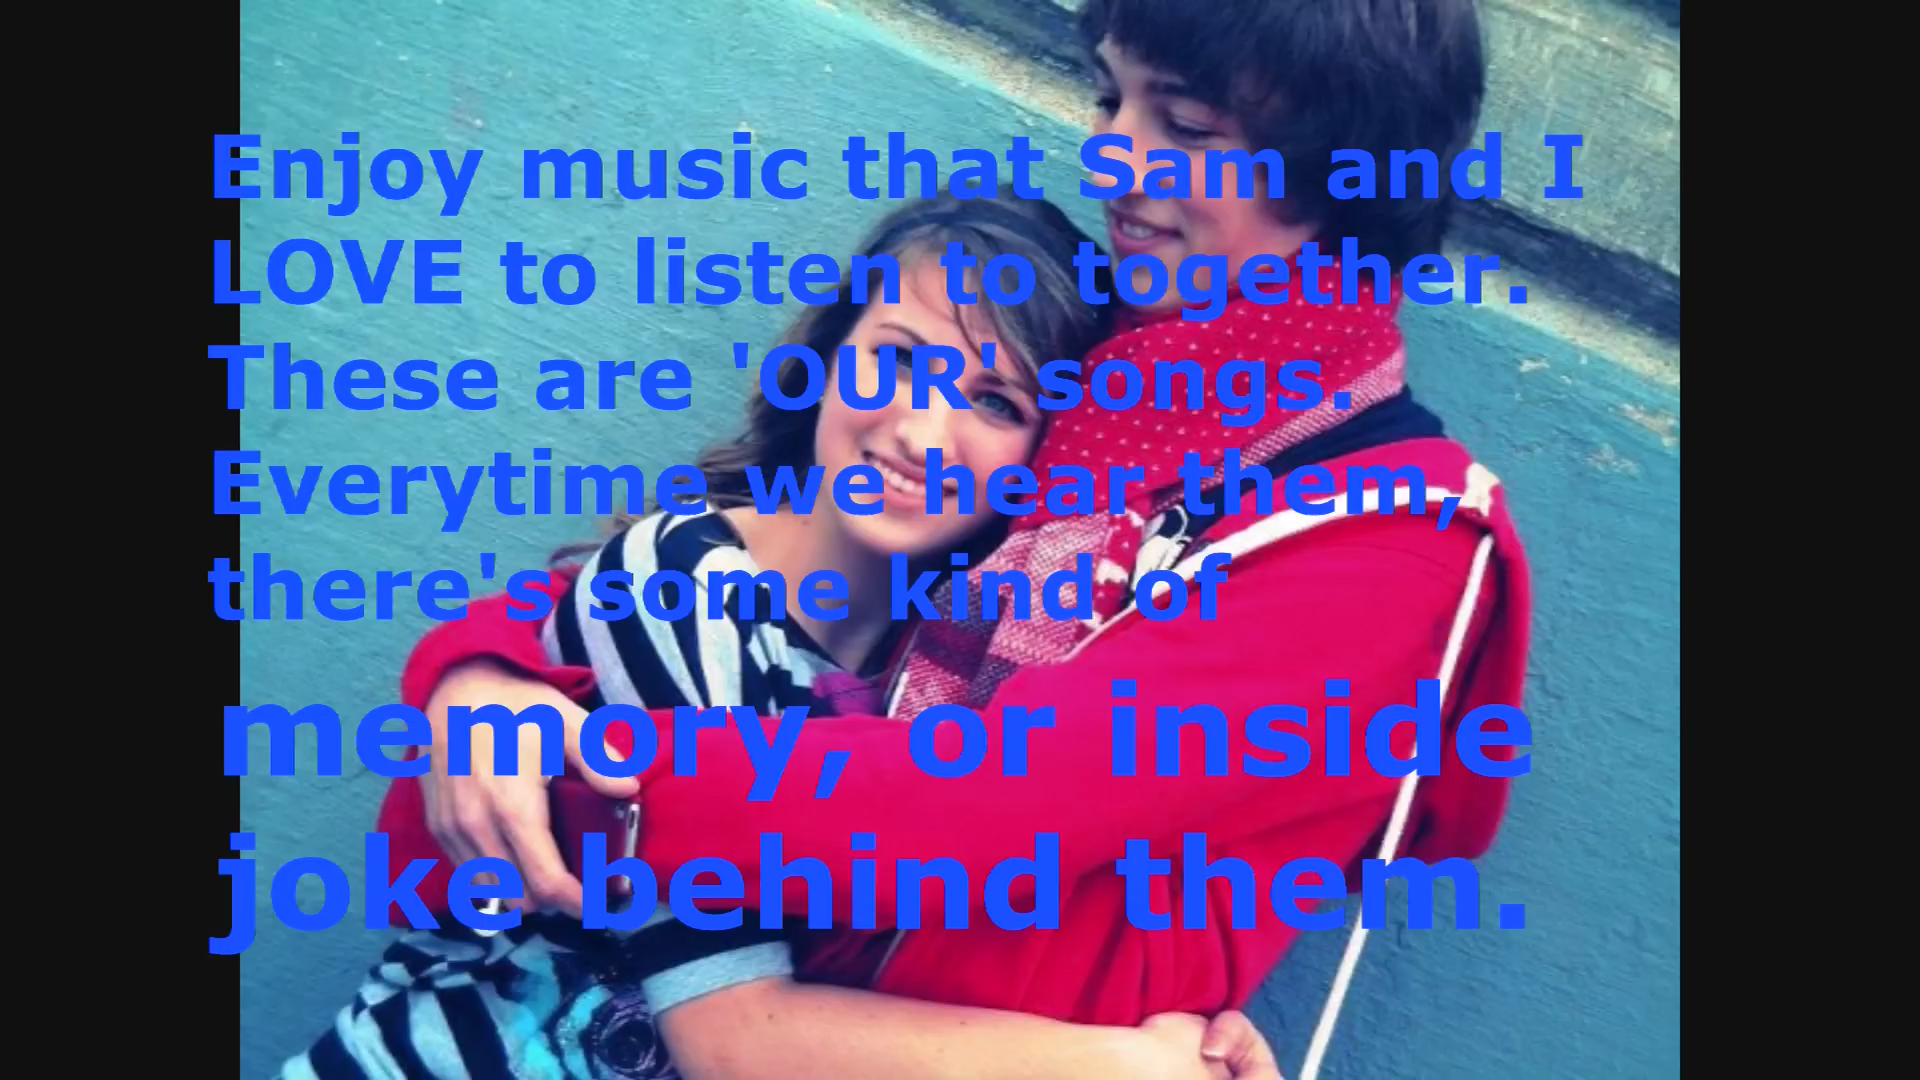 Enjoy music that Sam and I
LOVE to listen to together.
These are 'OUR' songs.
Everytime we hear them,
there's some kind of
memory, or inside
joke behind them.